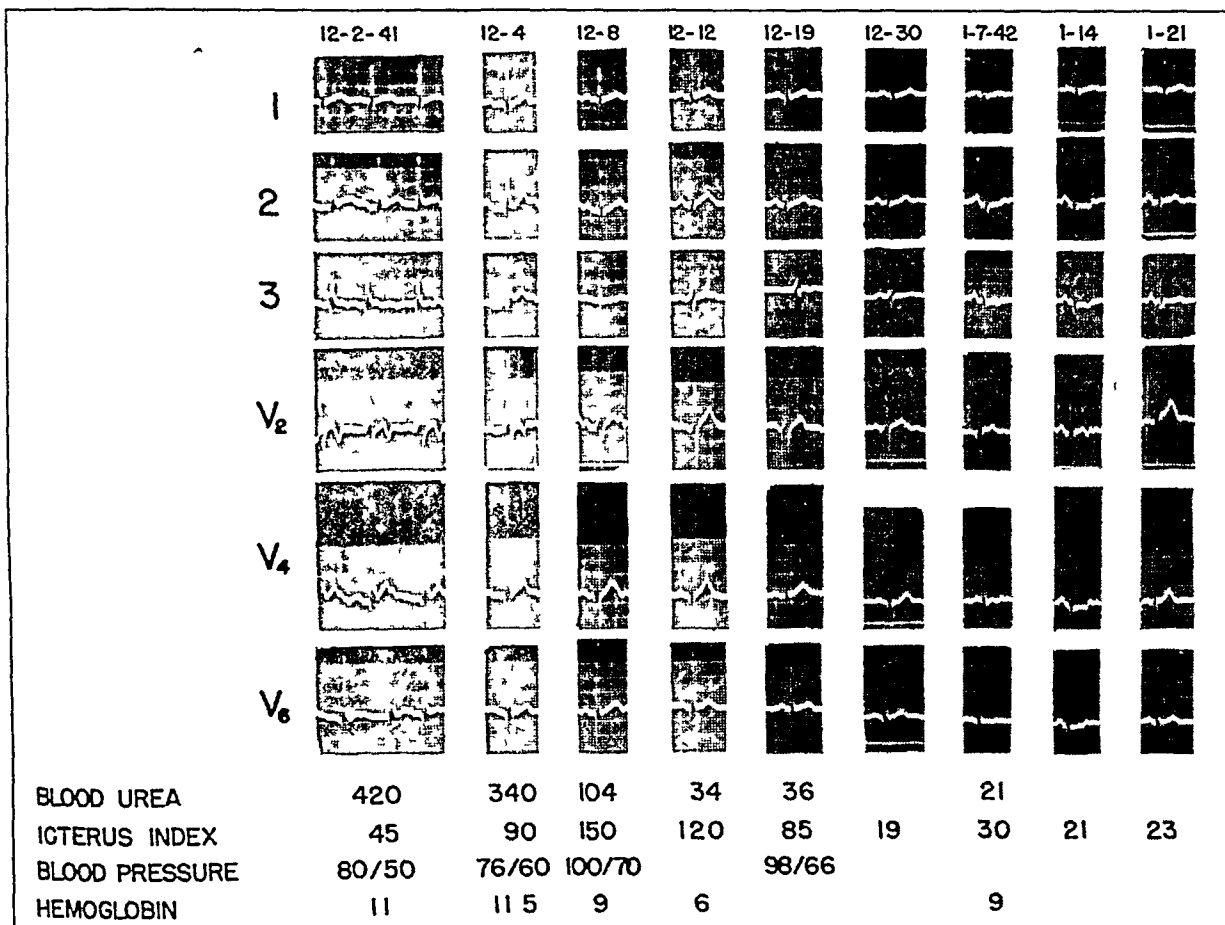 12-2-41 12-4 12-8 12-12 12-19 12-30 1-7-42 1-14 1-21
1
2
3
V2
V4
V6
BLOOD UREA 420 340 104 34 36 21
ICTERUS INDEX 45 90 150 120 85 19 30 21 23
BLOOD PRESSURE 80/50 76/60 100/70 98/66
HEMOGLOBIN 11 11 5 9 6 9